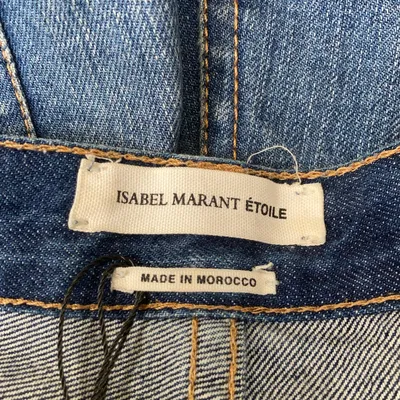 ISABEL MARANT ÉTOILE
MADE IN MOROCCO